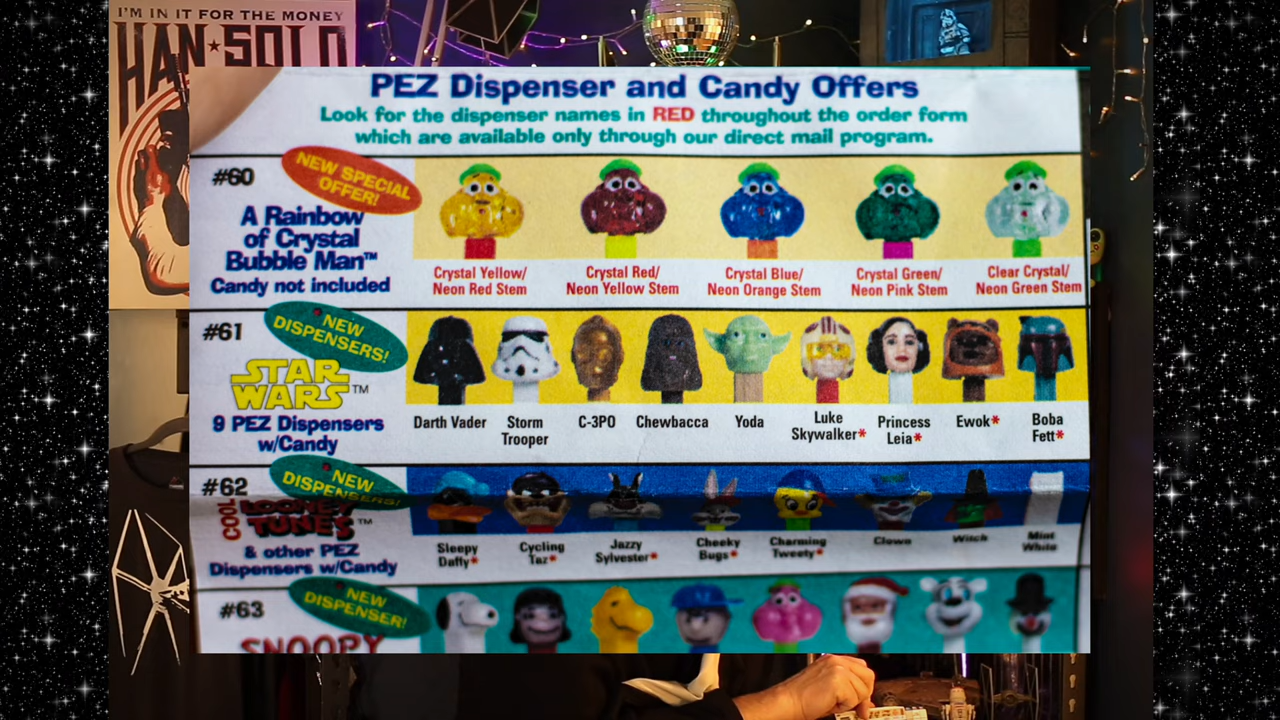 I'M IN IT FOR THE MONEY
HAN★SOLO
PEZ Dispenser and Candy Offers
Look for the dispenser names in RED throughout the order form
which are available only through our direct mail program.
#60
NEW SPECIAL
OFFER!
A Rainbow
of Crystal
Bubble Man™
Candy not included
Crystal Yellow/
Neon Red Stem
Crystal Red/
Neon Yellow Stem
Crystal Blue/
Neon Orange Stem
Crystal Green/
Neon Pink Stem
Clear Crystal/
Neon Green Stem
#61
NEW
DISPENSERS!
STAR
WARS™
9 PEZ Dispensers
w/Candy
Darth Vader
Storm
Trooper
C-3PO
Chewbacca
Yoda
Luke
Skywalker*
Princess
Leia*
Ewok*
Boba
Fett*
#62
NEW
DISPENSERS!
COOL
LOONEY
TUNES™
& other PEZ
Dispensers w/Candy
Sleepy
Daffy*
Cycling
Taz*
Jazzy
Sylvester*
Cheeky
Bugs*
Charming
Tweety*
Clown
Witch
Mint
White
#63
NEW
DISPENSER!
SNOOPY